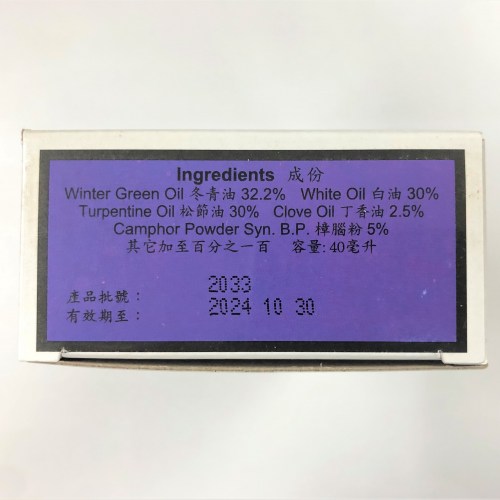 Ingredients 成份
Winter Green Oil 冬青油 32.2% White Oil 白油 30%
Turpentine Oil 松節油 30% Clove Oil 丁香油 2.5%
Camphor Powder Syn. B.P. 樟腦粉 5%
其它加至百分之一百 容量:40毫升
產品批號： 2033
有效期至： 2024 10 30